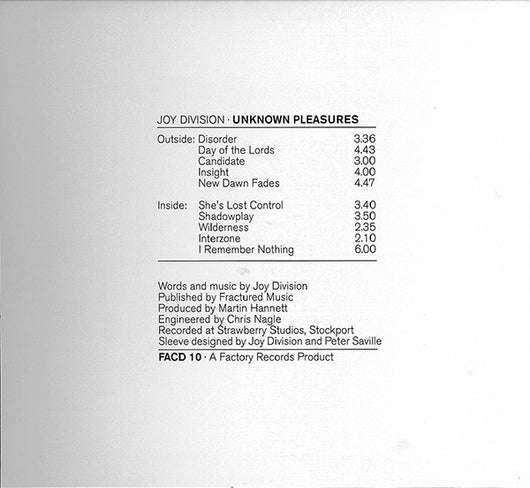 JOY DIVISION · UNKNOWN PLEASURES
Outside: Disorder 3.36
Day of the Lords 4.43
Candidate 3.00
Insight 4.00
New Dawn Fades 4.47
Inside: She's Lost Control 3.40
Shadowplay 3.50
Wilderness 2.35
Interzone 2.10
I Remember Nothing 6.00
Words and music by Joy Division
Published by Fractured Music
Produced by Martin Hannett
Engineered by Chris Nagle
Recorded at Strawberry Studios, Stockport
Sleeve designed by Joy Division and Peter Saville
FACD 10 · A Factory Records Product